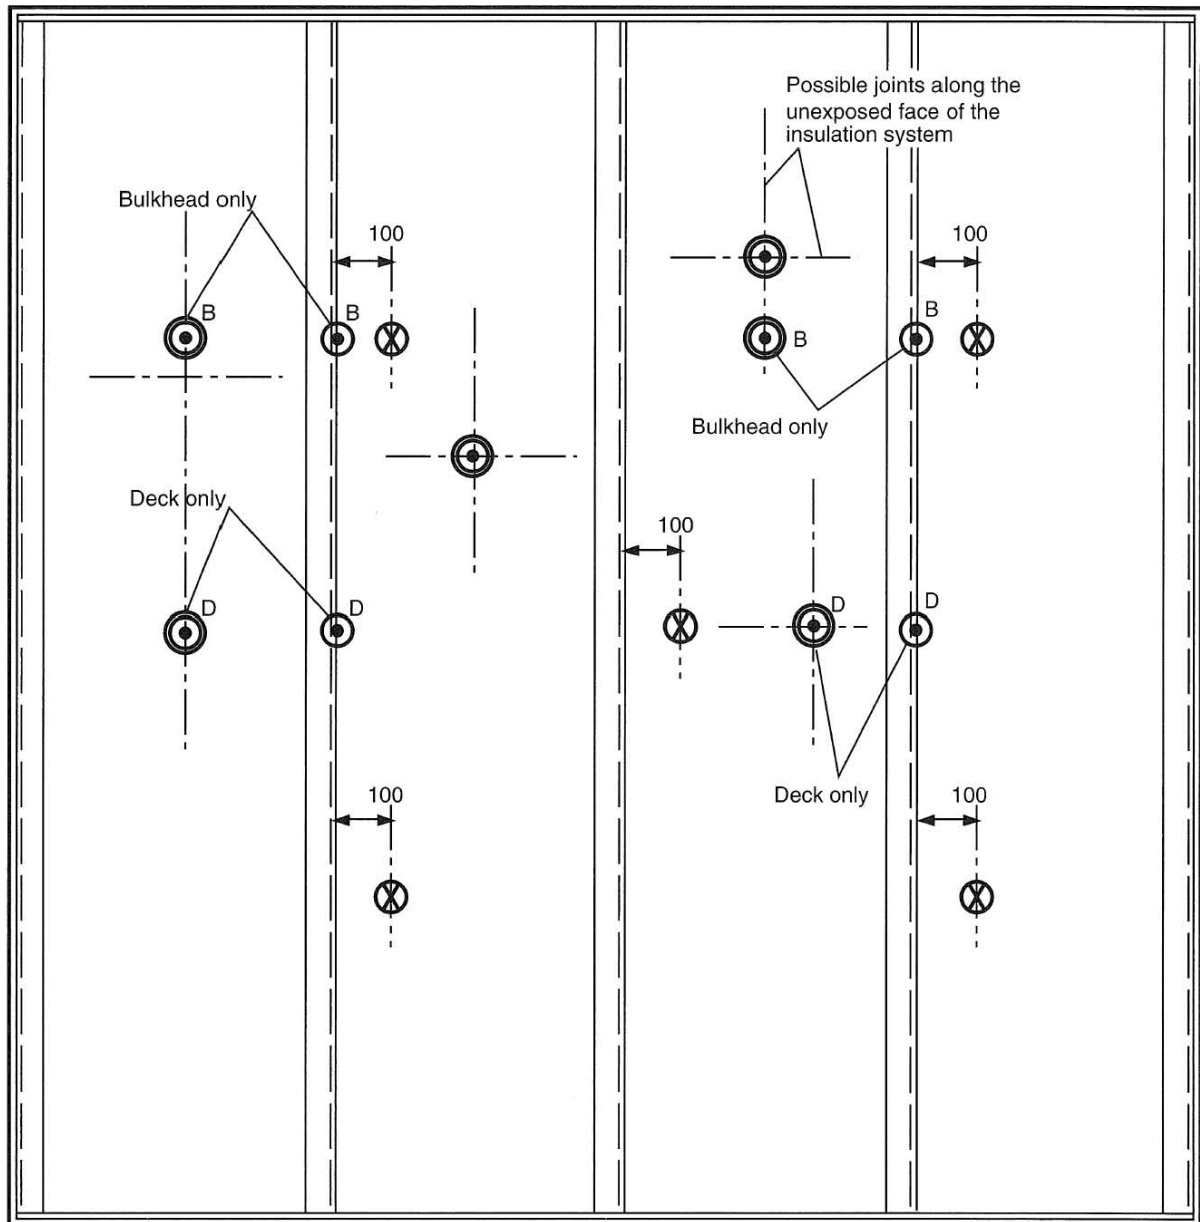 Possible joints along the
unexposed face of the
insulation system
Bulkhead only
100
100
B
B
B
B
Bulkhead only
Deck only
100
D
D
D
D
100
100
Deck only